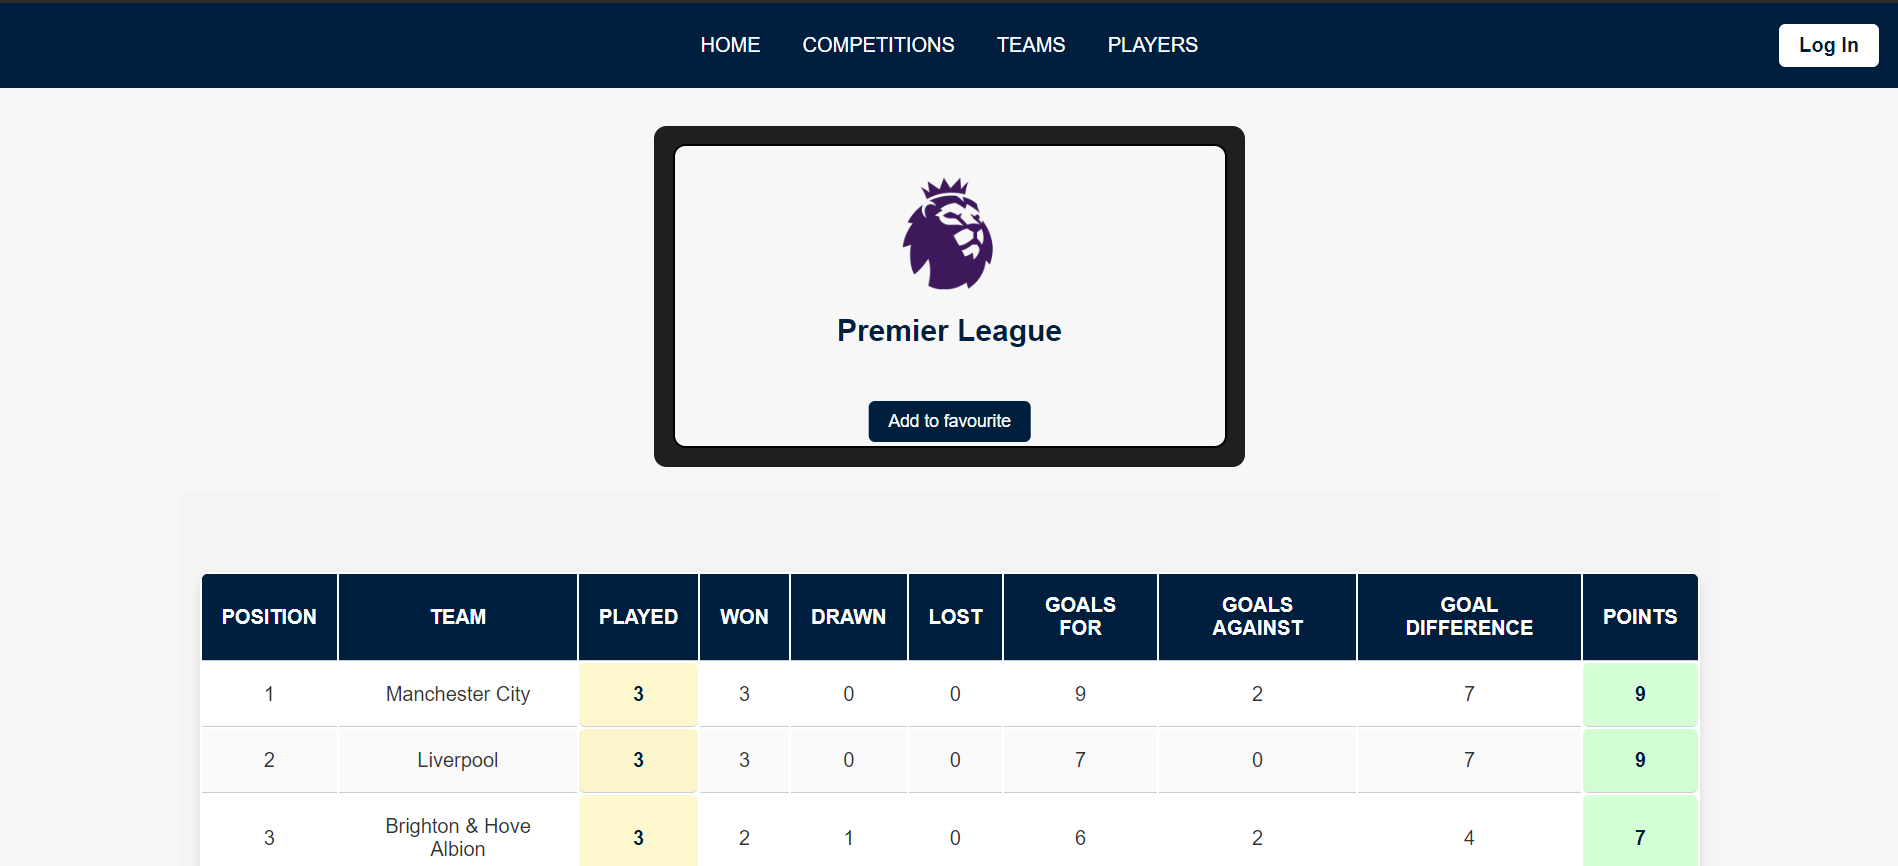 HOME COMPETITIONS TEAMS PLAYERS Log In
Premier League
Add to favourite
POSITION TEAM PLAYED WON DRAWN LOST GOALS FOR GOALS AGAINST GOAL DIFFERENCE POINTS
1 Manchester City 3 3 0 0 9 2 7 9
2 Liverpool 3 3 0 0 7 0 7 9
3 Brighton & Hove Albion 3 2 1 0 6 2 4 7